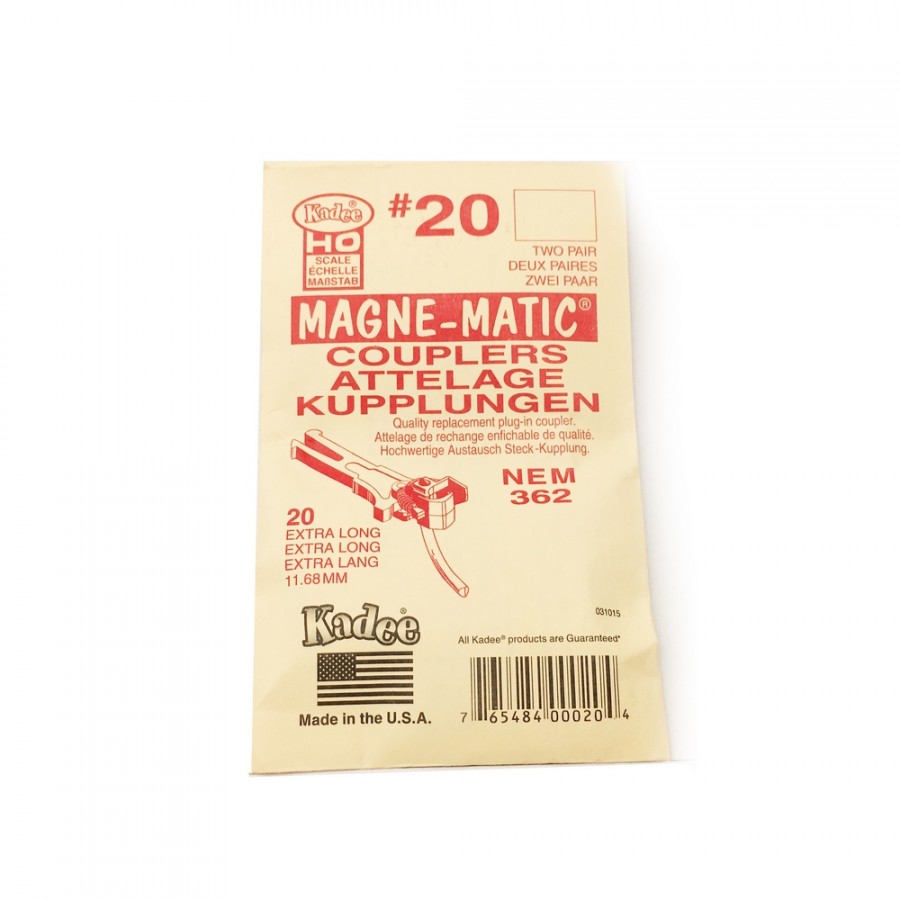 Kadee®
HO
SCALE
ÉCHELLE
MAßSTAB
#20
TWO PAIR
DEUX PAIRES
ZWEI PAAR
MAGNE-MATIC®
COUPLERS
ATTELAGE
KUPPLUNGEN
Quality replacement plug-in coupler.
Attelage de rechange enfichable de qualité.
Hochwertige Austausch Steck-Kupplung.
NEM
362
20
EXTRA LONG
EXTRA LONG
EXTRA LANG
11.68MM
031015
Kadee®
All Kadee® products are Guaranteed*
Made in the U.S.A.
7 65484 00020 4